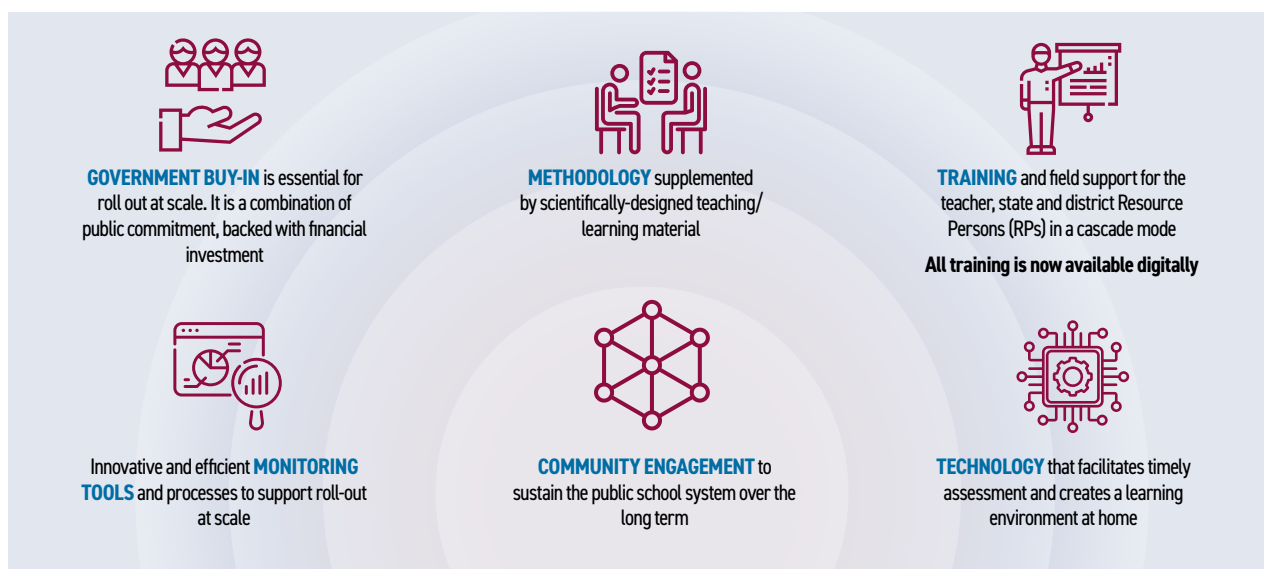 GOVERNMENT BUY-IN is essential for
roll out at scale. It is a combination of
public commitment, backed with financial
investment
METHODOLOGY supplemented
by scientifically-designed teaching/
learning material
TRAINING and field support for the
teacher, state and district Resource
Persons (RPs) in a cascade mode
All training is now available digitally
Innovative and efficient MONITORING
TOOLS and processes to support roll-out
at scale
COMMUNITY ENGAGEMENT to
sustain the public school system over the
long term
TECHNOLOGY that facilitates timely
assessment and creates a learning
environment at home